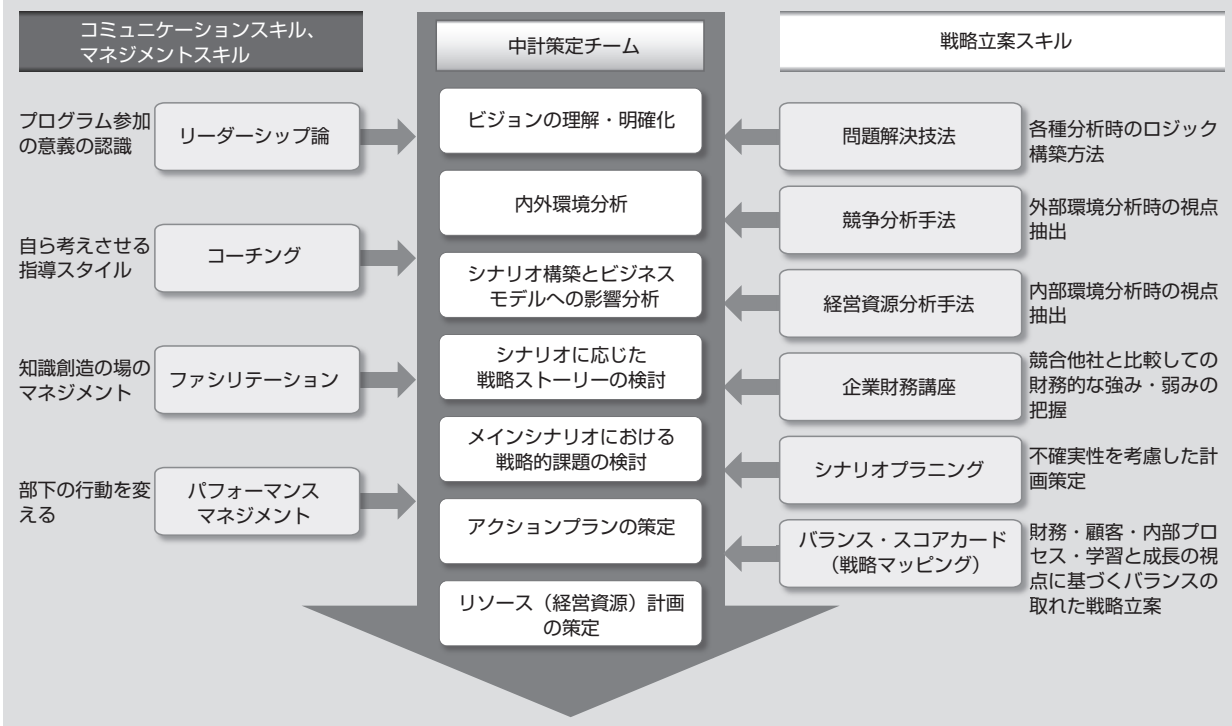 コミュニケーションスキル、
マネジメントスキル
プログラム参加
の意義の認識
リーダーシップ論
自ら考えさせる
指導スタイル
コーチング
知識創造の場の
マネジメント
ファシリテーション
部下の行動を変
える
パフォーマンス
マネジメント
中計策定チーム
ビジョンの理解・明確化
内外環境分析
シナリオ構築とビジネス
モデルへの影響分析
シナリオに応じた
戦略ストーリーの検討
メインシナリオにおける
戦略的課題の検討
アクションプランの策定
リソース（経営資源）計画
の策定
戦略立案スキル
問題解決技法
各種分析時のロジック
構築方法
競争分析手法
外部環境分析時の視点
抽出
経営資源分析手法
内部環境分析時の視点
抽出
企業財務講座
競合他社と比較しての
財務的な強み・弱みの
把握
シナリオプラニング
不確実性を考慮した計
画策定
バランス・スコアカード
（戦略マッピング）
財務・顧客・内部プロ
セス・学習と成長の視
点に基づくバランスの
取れた戦略立案